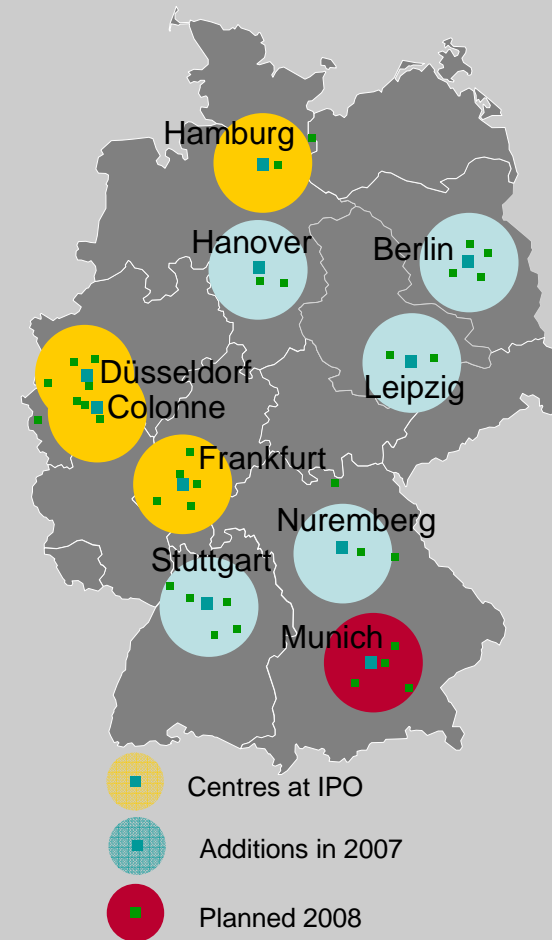 Hamburg
Hanover
Berlin
Düsseldorf
Leipzig
Colonne
Frankfurt
Nuremberg
Stuttgart
Munich
Centres at IPO
Additions in 2007
Planned 2008